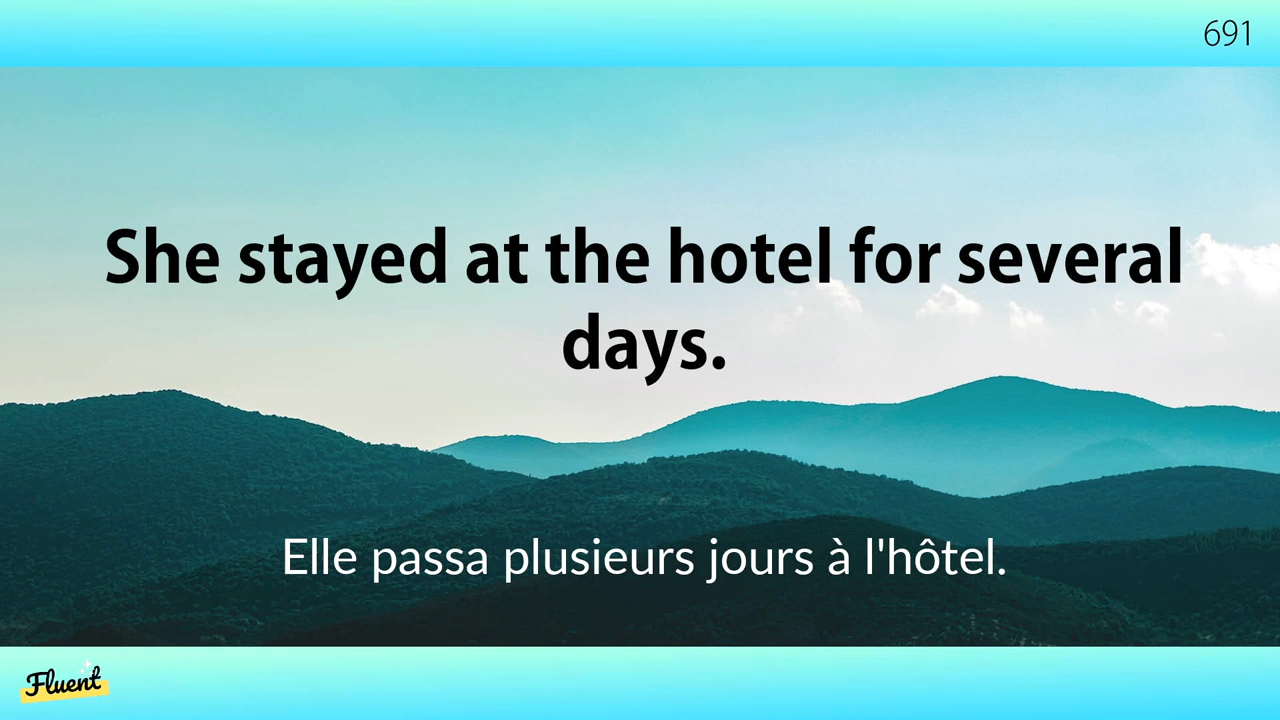 691
She stayed at the hotel for several
days.
Elle passa plusieurs jours à l'hôtel.
Fluent